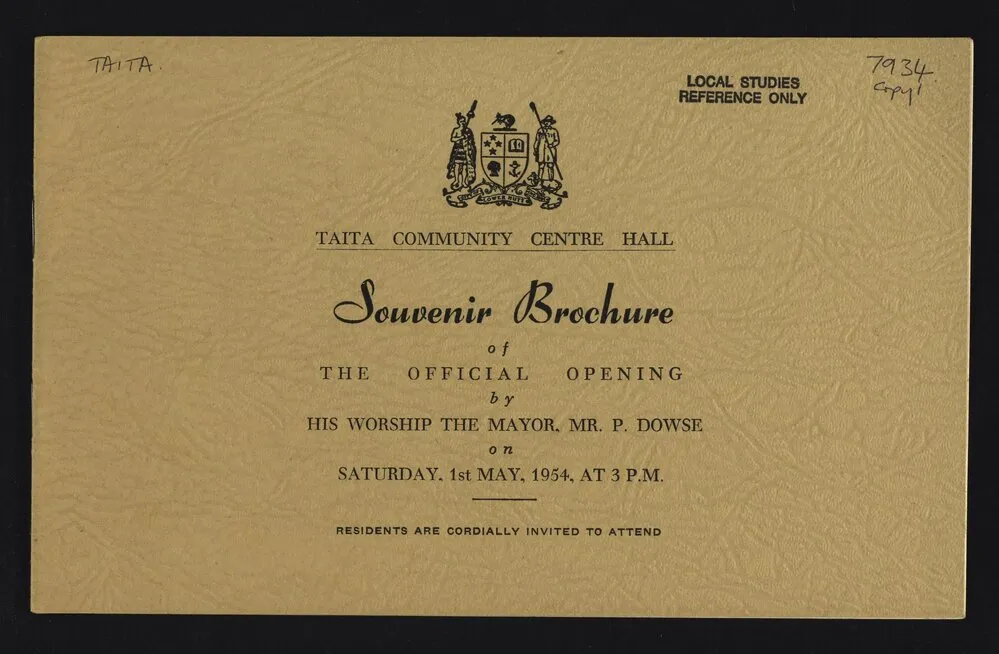 TAITA.
7934
Copy 1
LOCAL STUDIES
REFERENCE ONLY
LOWER HUTT
TAITA COMMUNITY CENTRE HALL
Souvenir Brochure
of
THE OFFICIAL OPENING
by
HIS WORSHIP THE MAYOR, MR. P. DOWSE
on
SATURDAY, 1st MAY, 1954, AT 3 P.M.
RESIDENTS ARE CORDIALLY INVITED TO ATTEND